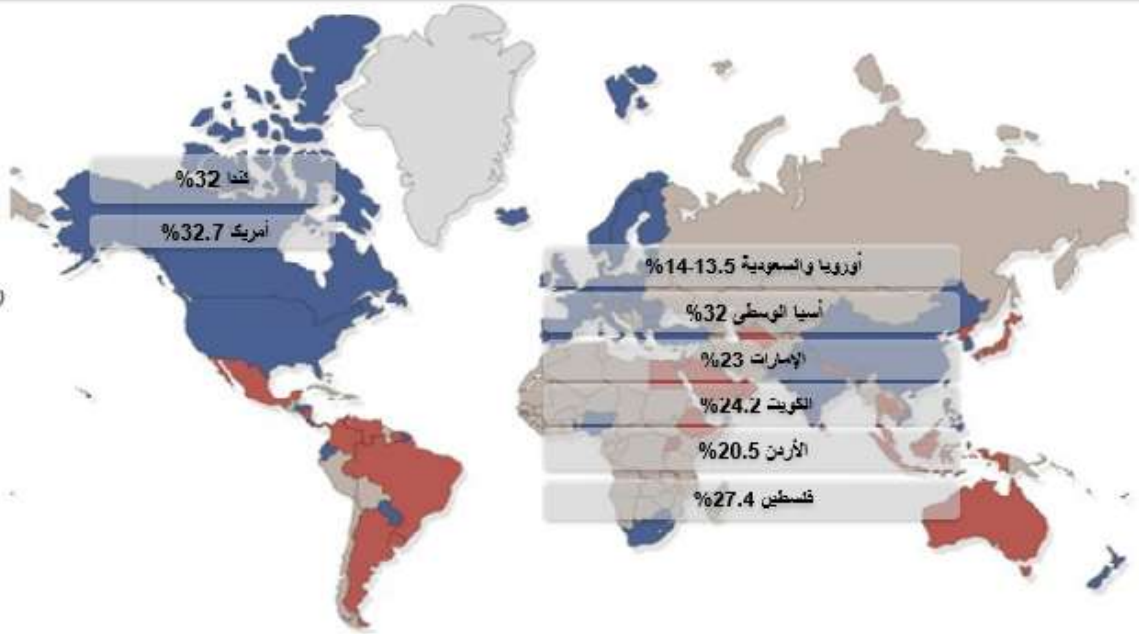 كندا 32%
أمريك 32.7%
أوروبا والسعودية 13.5-14%
أسيا الوسطى 32%
الإمارات 23%
الكويت 24.2%
الأردن 20.5%
فلسطين 27.4%